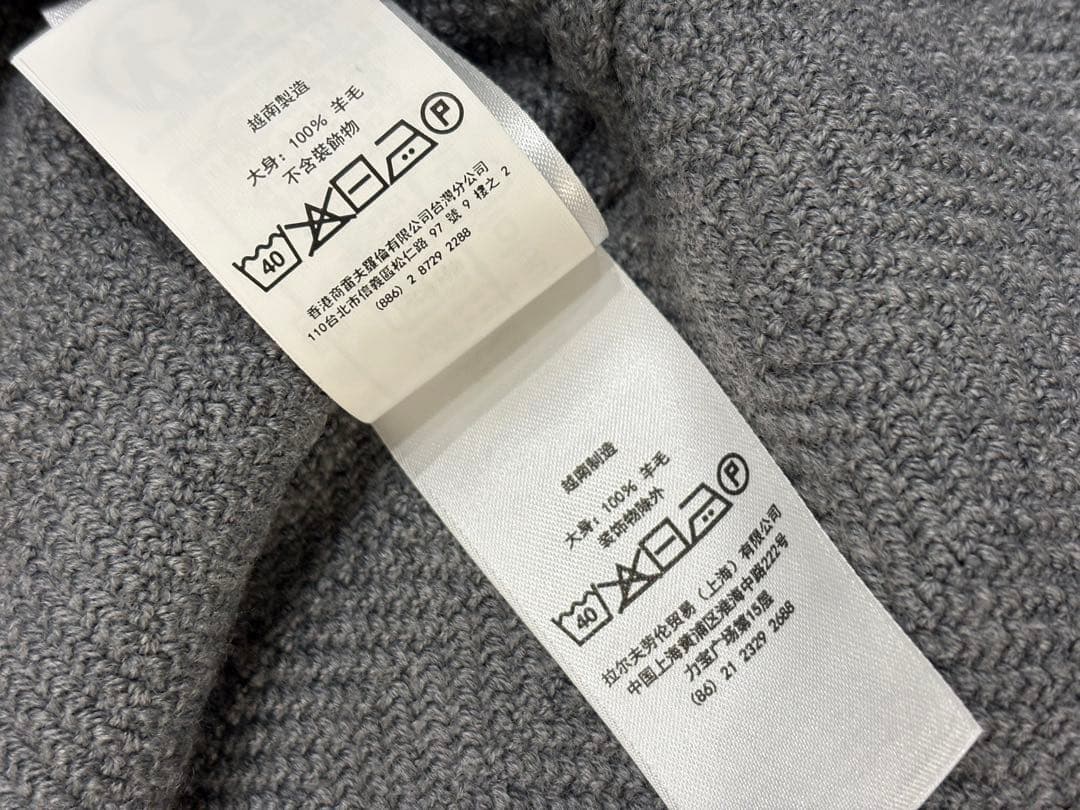 越南製造
大身: 100% 羊毛
不含裝飾物
40
P
香港商雷夫羅倫有限公司台灣分公司
110台北市信義區松仁路 97 號 9 樓之 2
(886) 2 8729 2288
越南制造
大身: 100% 羊毛
装饰物除外
40
P
拉尔夫劳伦贸易 (上海) 有限公司
中国上海黄浦区淮海中路222号
力宝广场第15层
(86) 21 2329 2688